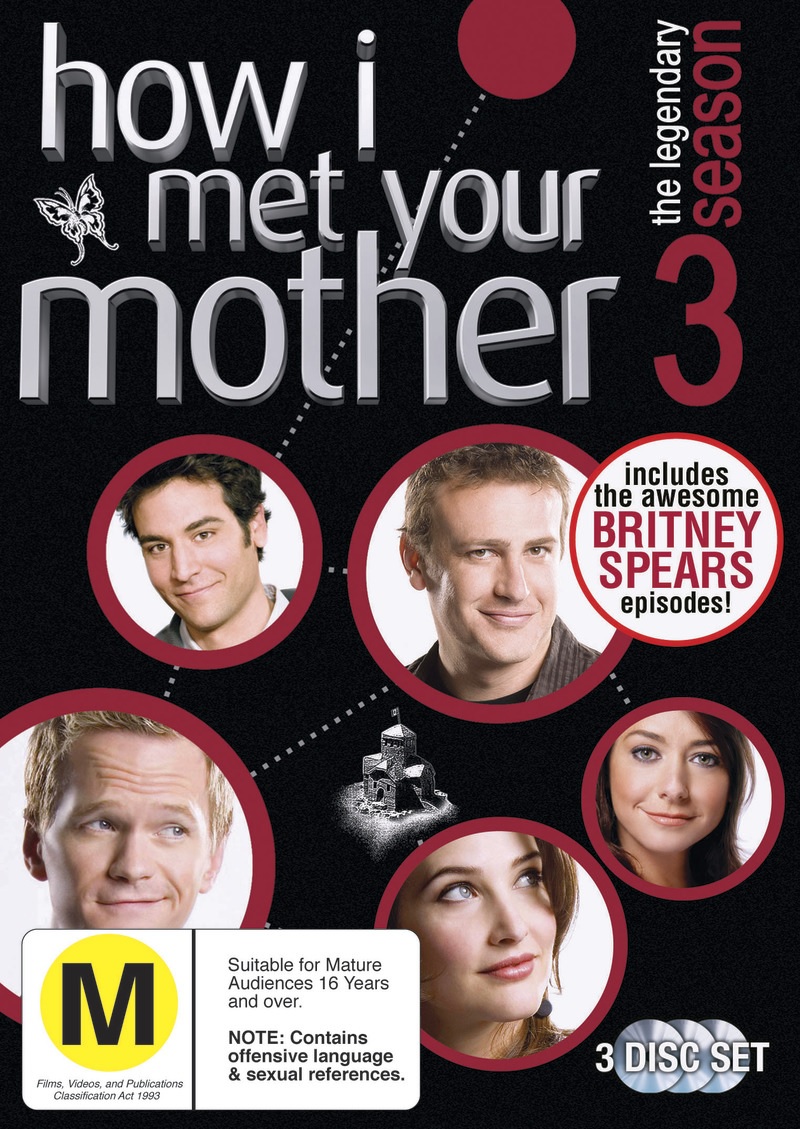 how i
met your
mother
the legendary
season
3
includes
the awesome
BRITNEY
SPEARS
episodes!
M
Films, Videos, and Publications
Classification Act 1993
Suitable for Mature
Audiences 16 Years
and over.
NOTE: Contains
offensive language
& sexual references.
3 DISC SET